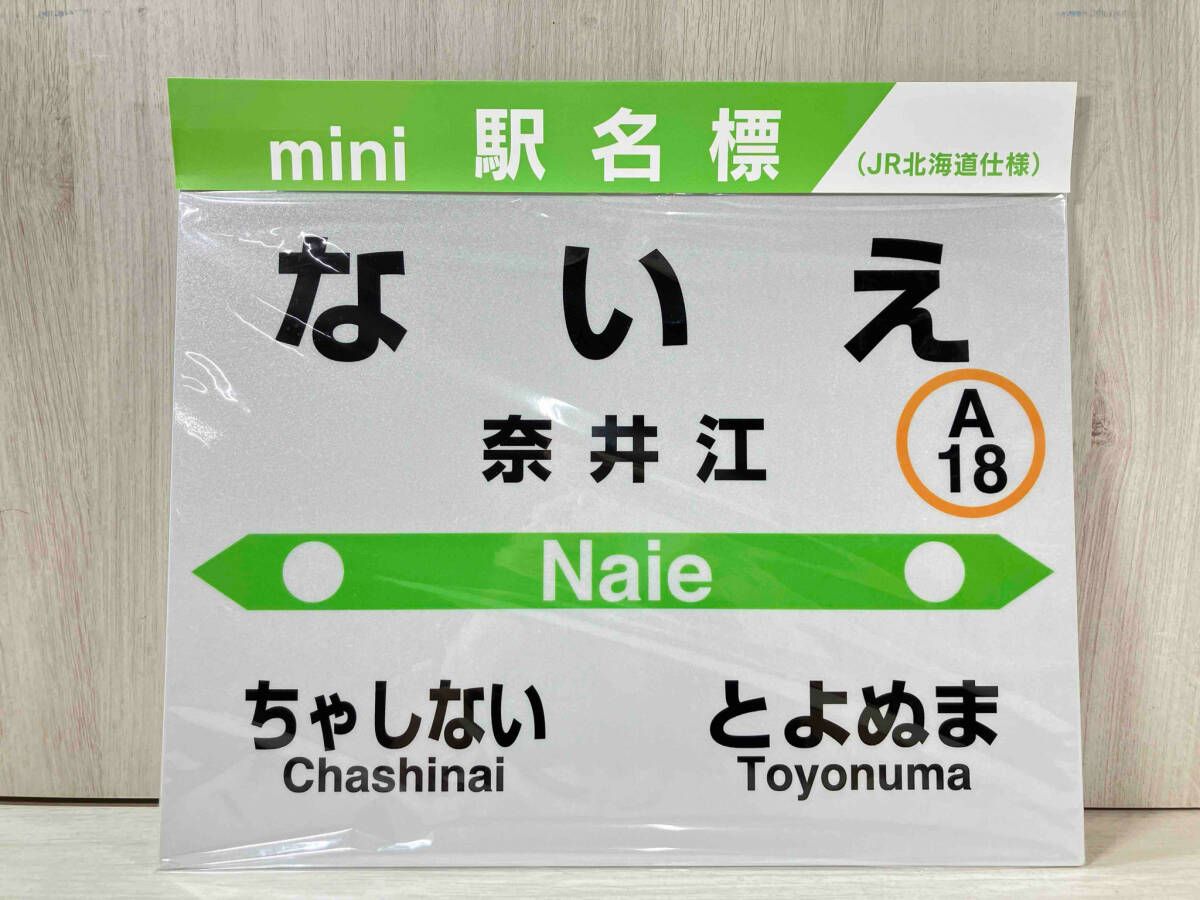 mini 駅名標 (JR北海道仕様)
ないえ
奈井江
A
18
Naie
ちゃしない とよぬま
Chashinai Toyonuma